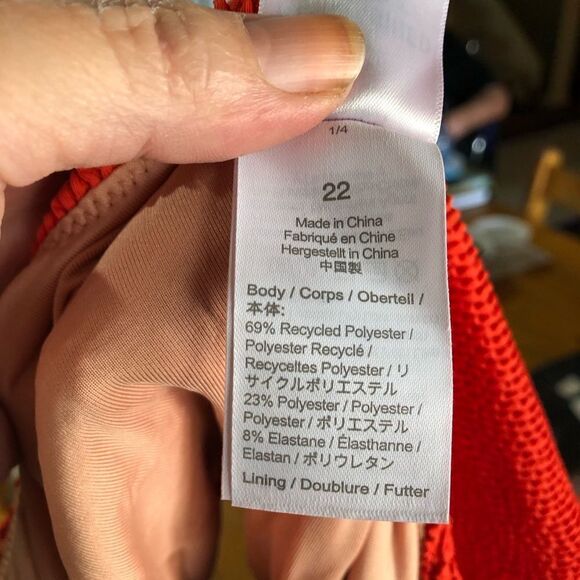 1/4
22
Made in China
Fabriqué en Chine
Hergestellt in China
中国製
Body / Corps / Oberteil /
本体:
69% Recycled Polyester /
Polyester Recyclé /
Recyceltes Polyester / リ
サイクルポリエステル
23% Polyester / Polyester /
Polyester / ポリエステル
8% Elastane / Élasthanne /
Elastan / ポリウレタン
Lining / Doublure / Futter